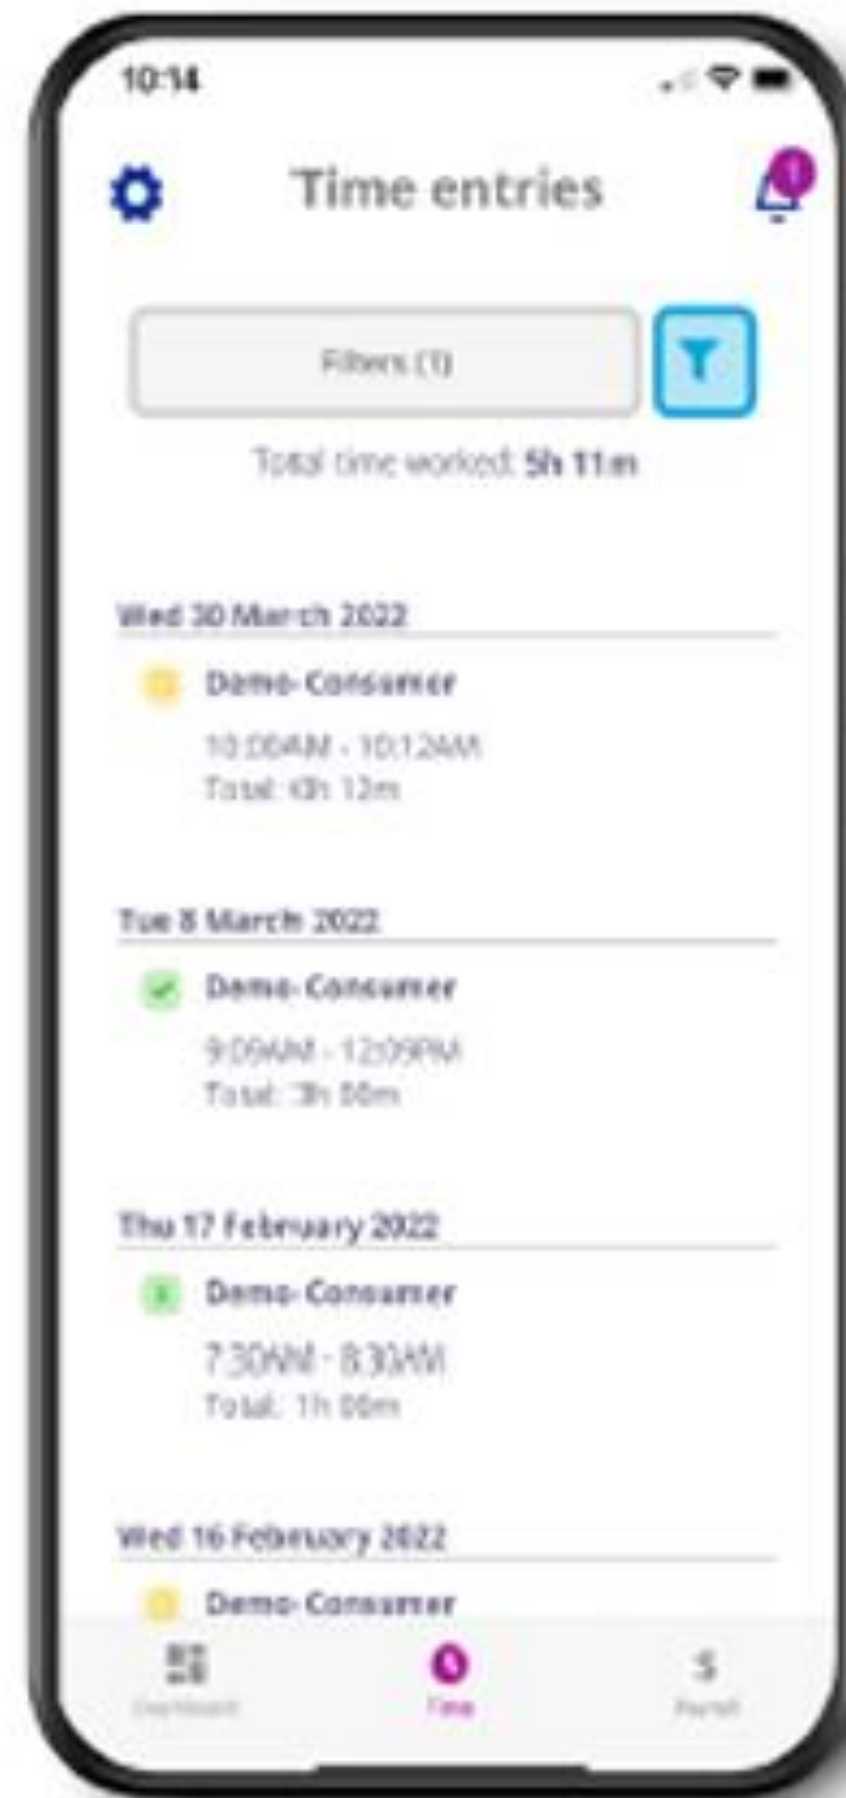 10:14
Time entries
1
Filters (1)
Total time worked: 5h 11m
Wed 30 March 2022
Demo-Consumer
10:00AM - 10:12AM
Total: 0h 12m
Tue 8 March 2022
Demo-Consumer
9:09AM - 12:09PM
Total: 3h 00m
Thu 17 February 2022
Demo-Consumer
7:30AM - 8:30AM
Total: 1h 00m
Wed 16 February 2022
Demo-Consumer
Dashboard
Time
$
Payroll